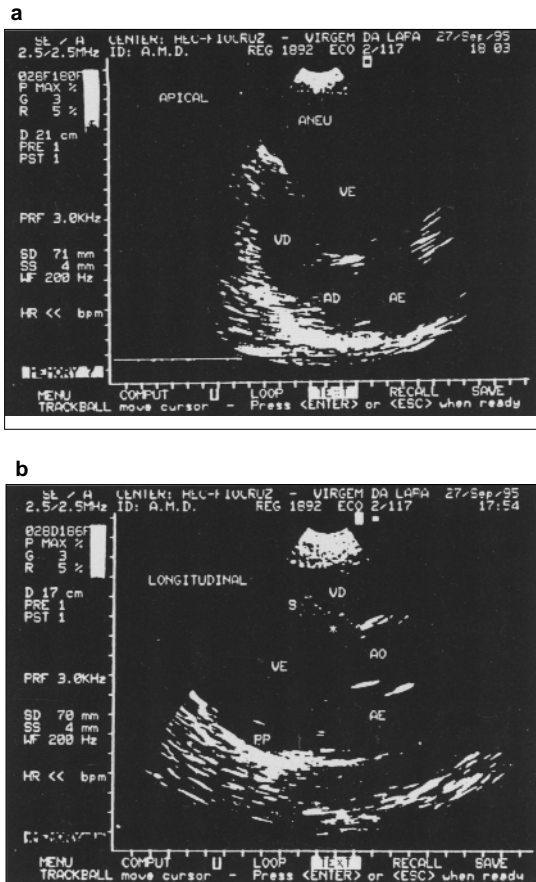 a
SE / A CENTER: HEC-FIOCRUZ - VIRGEM DA LAPA 27/Sep/95
2.5/2.5MHz ID: A.M.D. REG 1892 ECO 2/117 18 03
P MAX %
G 3
R 5 %
D 21 cm
PRE 1
PST 1
PRF 3.0KHz
SD 71 mm
SS 4 mm
WF 200 Hz
HR << bpm
MEMORY 7
APICAL
ANEU
VE
VD
AD AE
MENU COMPUT U LOOP TEXT RECALL SAVE
TRACKBALL move cursor - Press <ENTER> or <ESC> when ready
b
SE / A CENTER: HEC-FIOCRUZ - VIRGEM DA LAPA 27/Sep/95
2.5/2.5MHz ID: A.M.D. REG 1892 ECO 2/117 17:54
P MAX %
G 3
R 5 %
D 17 cm
PRE 1
PST 1
PRF 3.0KHz
SD 70 mm
SS 4 mm
WF 200 Hz
HR << bpm
LONGITUDINAL
VD
S
*
AO
VE
AE
PP
MENU COMPUT U LOOP TEXT RECALL SAVE
TRACKBALL move cursor - Press <ENTER> or <ESC> when ready